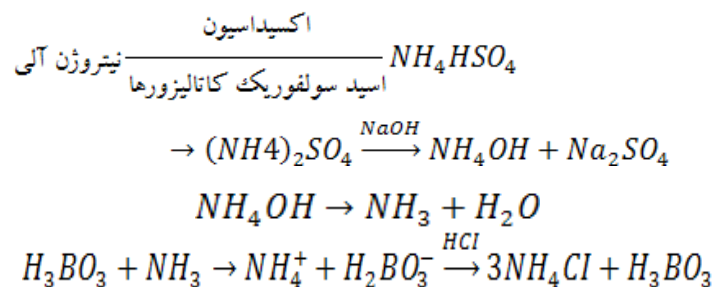 نیتروژن آلی اکسیداسیون اسید سولفوریک کاتالیزورها NH₄HSO₄
→ (NH4)₂SO₄ NaOH→ NH₄OH + Na₂SO₄
NH₄OH → NH₃ + H₂O
H₃BO₃ + NH₃ → NH₄⁺ + H₂BO₃⁻ HCl→ 3NH₄Cl + H₃BO₃